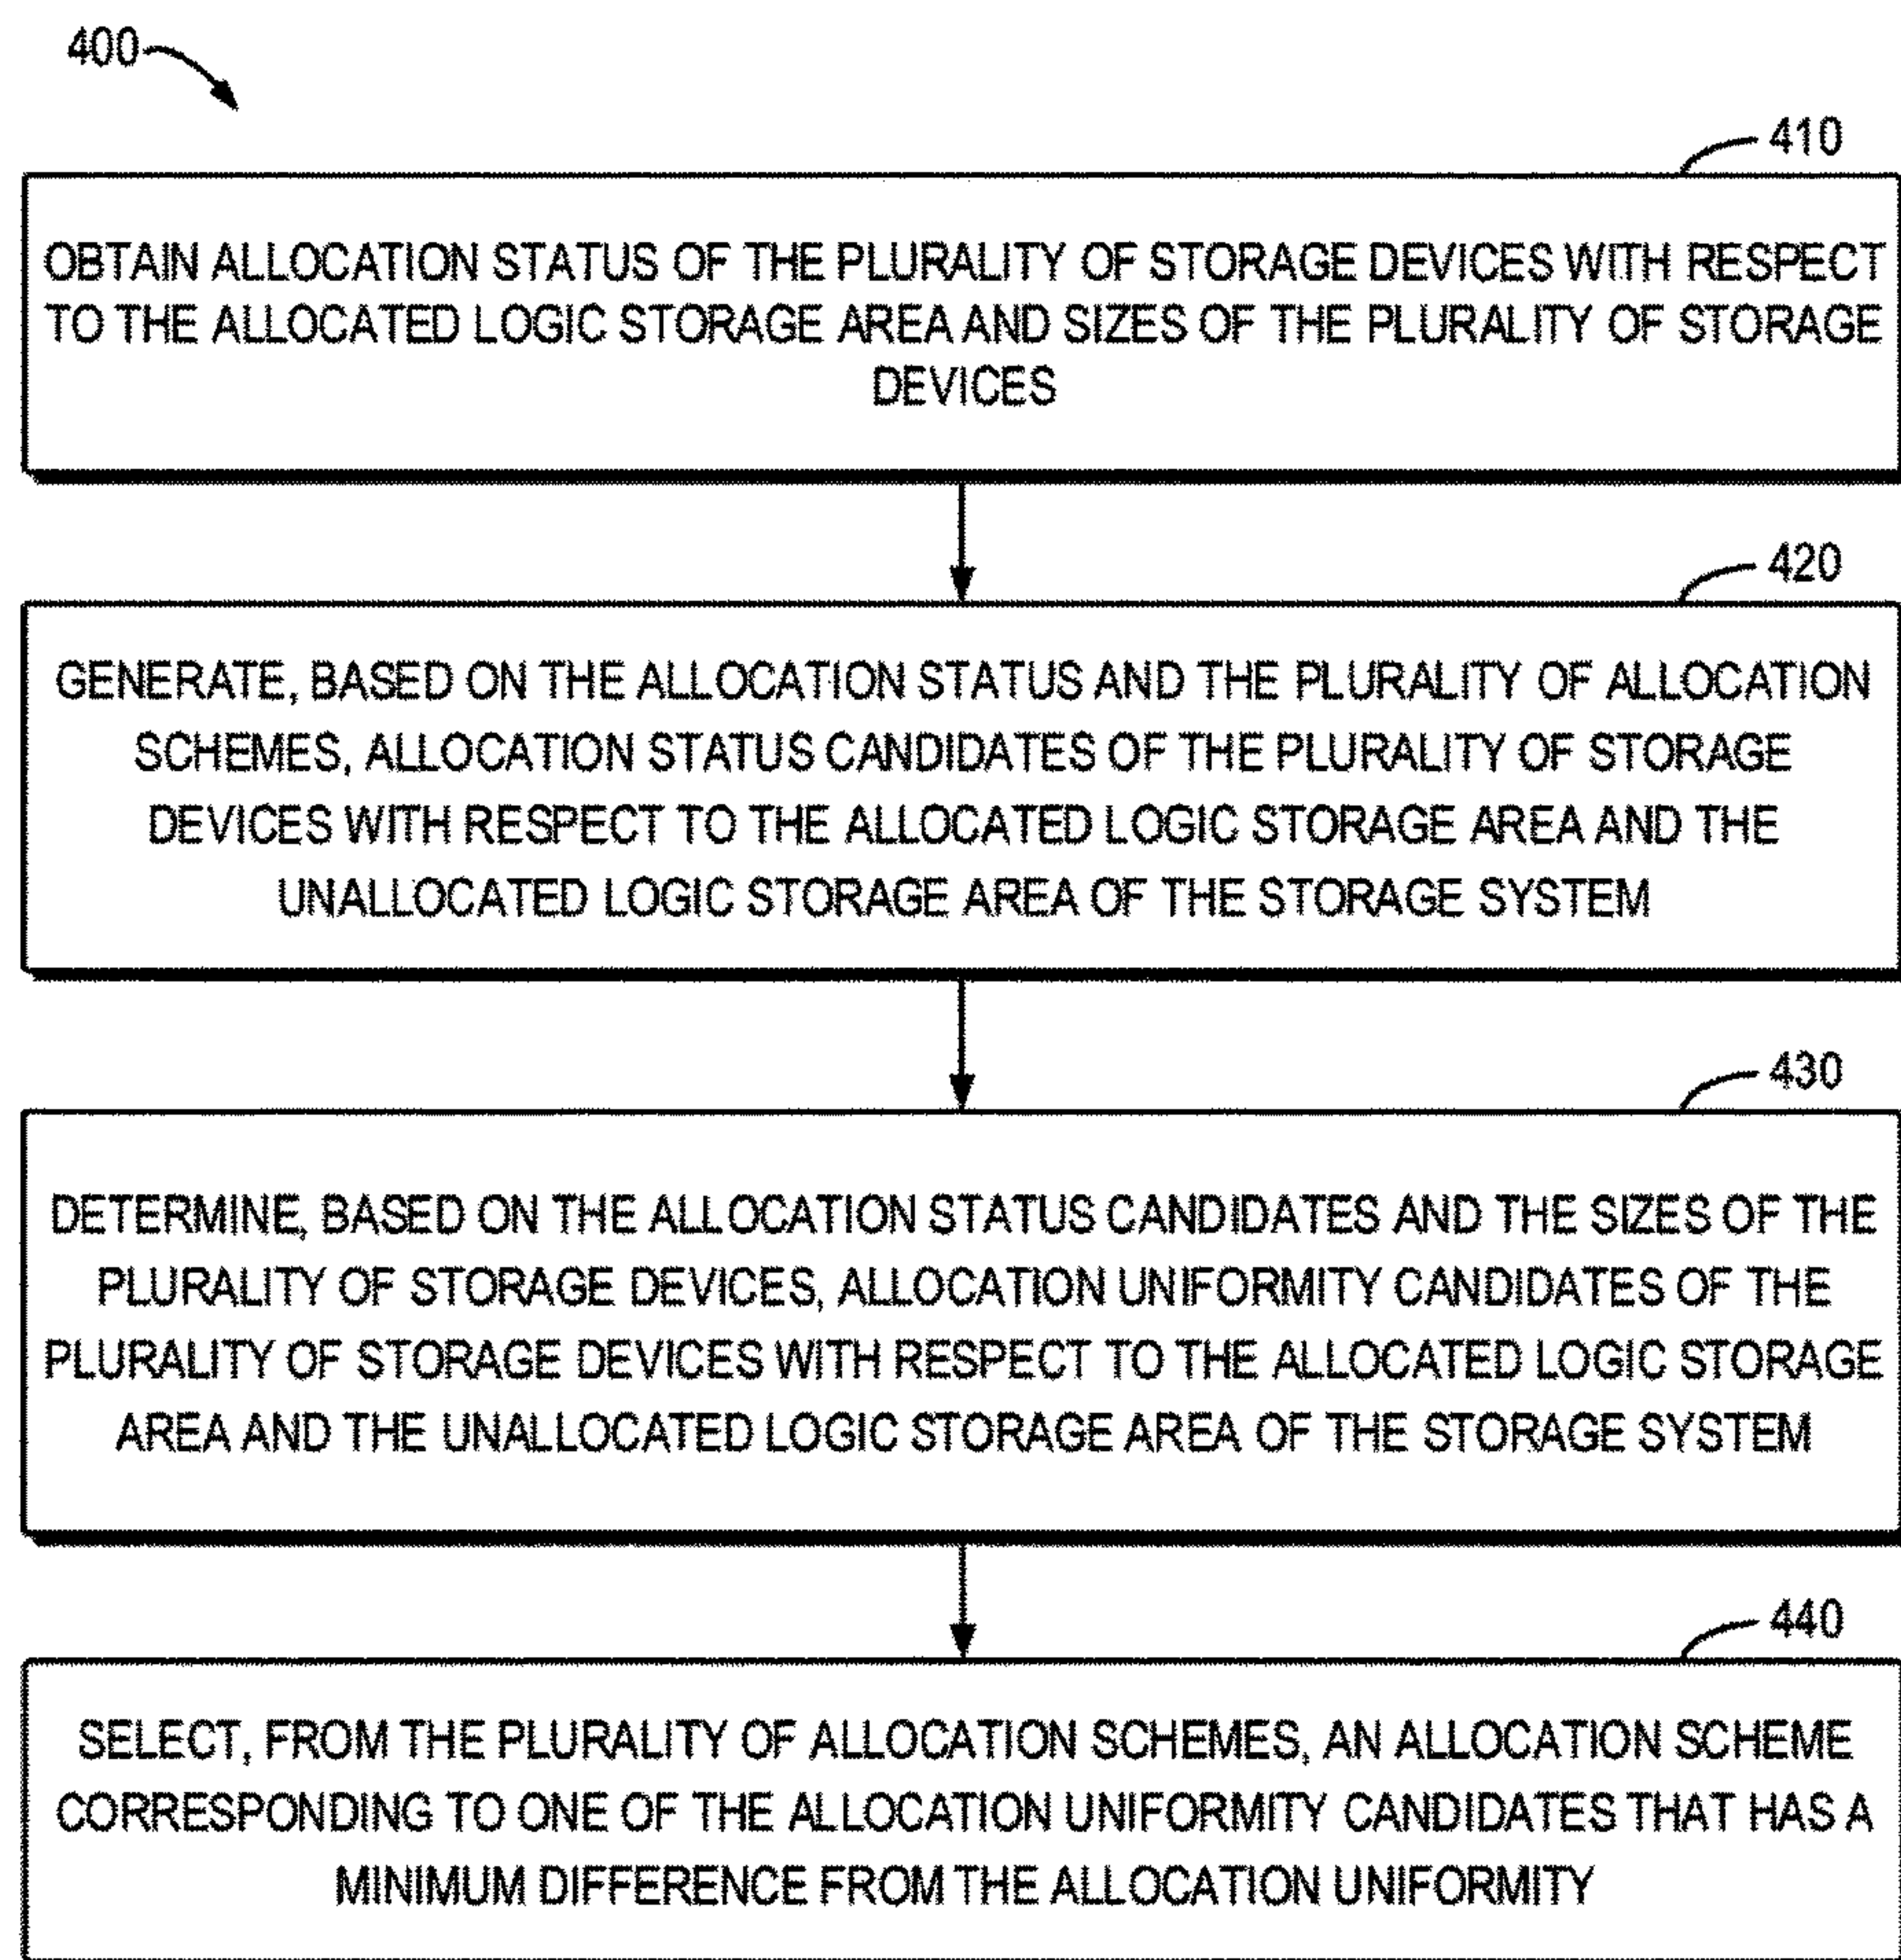 400
410
OBTAIN ALLOCATION STATUS OF THE PLURALITY OF STORAGE DEVICES WITH RESPECT
TO THE ALLOCATED LOGIC STORAGE AREA AND SIZES OF THE PLURALITY OF STORAGE
DEVICES
420
GENERATE, BASED ON THE ALLOCATION STATUS AND THE PLURALITY OF ALLOCATION
SCHEMES, ALLOCATION STATUS CANDIDATES OF THE PLURALITY OF STORAGE
DEVICES WITH RESPECT TO THE ALLOCATED LOGIC STORAGE AREA AND THE
UNALLOCATED LOGIC STORAGE AREA OF THE STORAGE SYSTEM
430
DETERMINE, BASED ON THE ALLOCATION STATUS CANDIDATES AND THE SIZES OF THE
PLURALITY OF STORAGE DEVICES, ALLOCATION UNIFORMITY CANDIDATES OF THE
PLURALITY OF STORAGE DEVICES WITH RESPECT TO THE ALLOCATED LOGIC STORAGE
AREA AND THE UNALLOCATED LOGIC STORAGE AREA OF THE STORAGE SYSTEM
440
SELECT, FROM THE PLURALITY OF ALLOCATION SCHEMES, AN ALLOCATION SCHEME
CORRESPONDING TO ONE OF THE ALLOCATION UNIFORMITY CANDIDATES THAT HAS A
MINIMUM DIFFERENCE FROM THE ALLOCATION UNIFORMITY